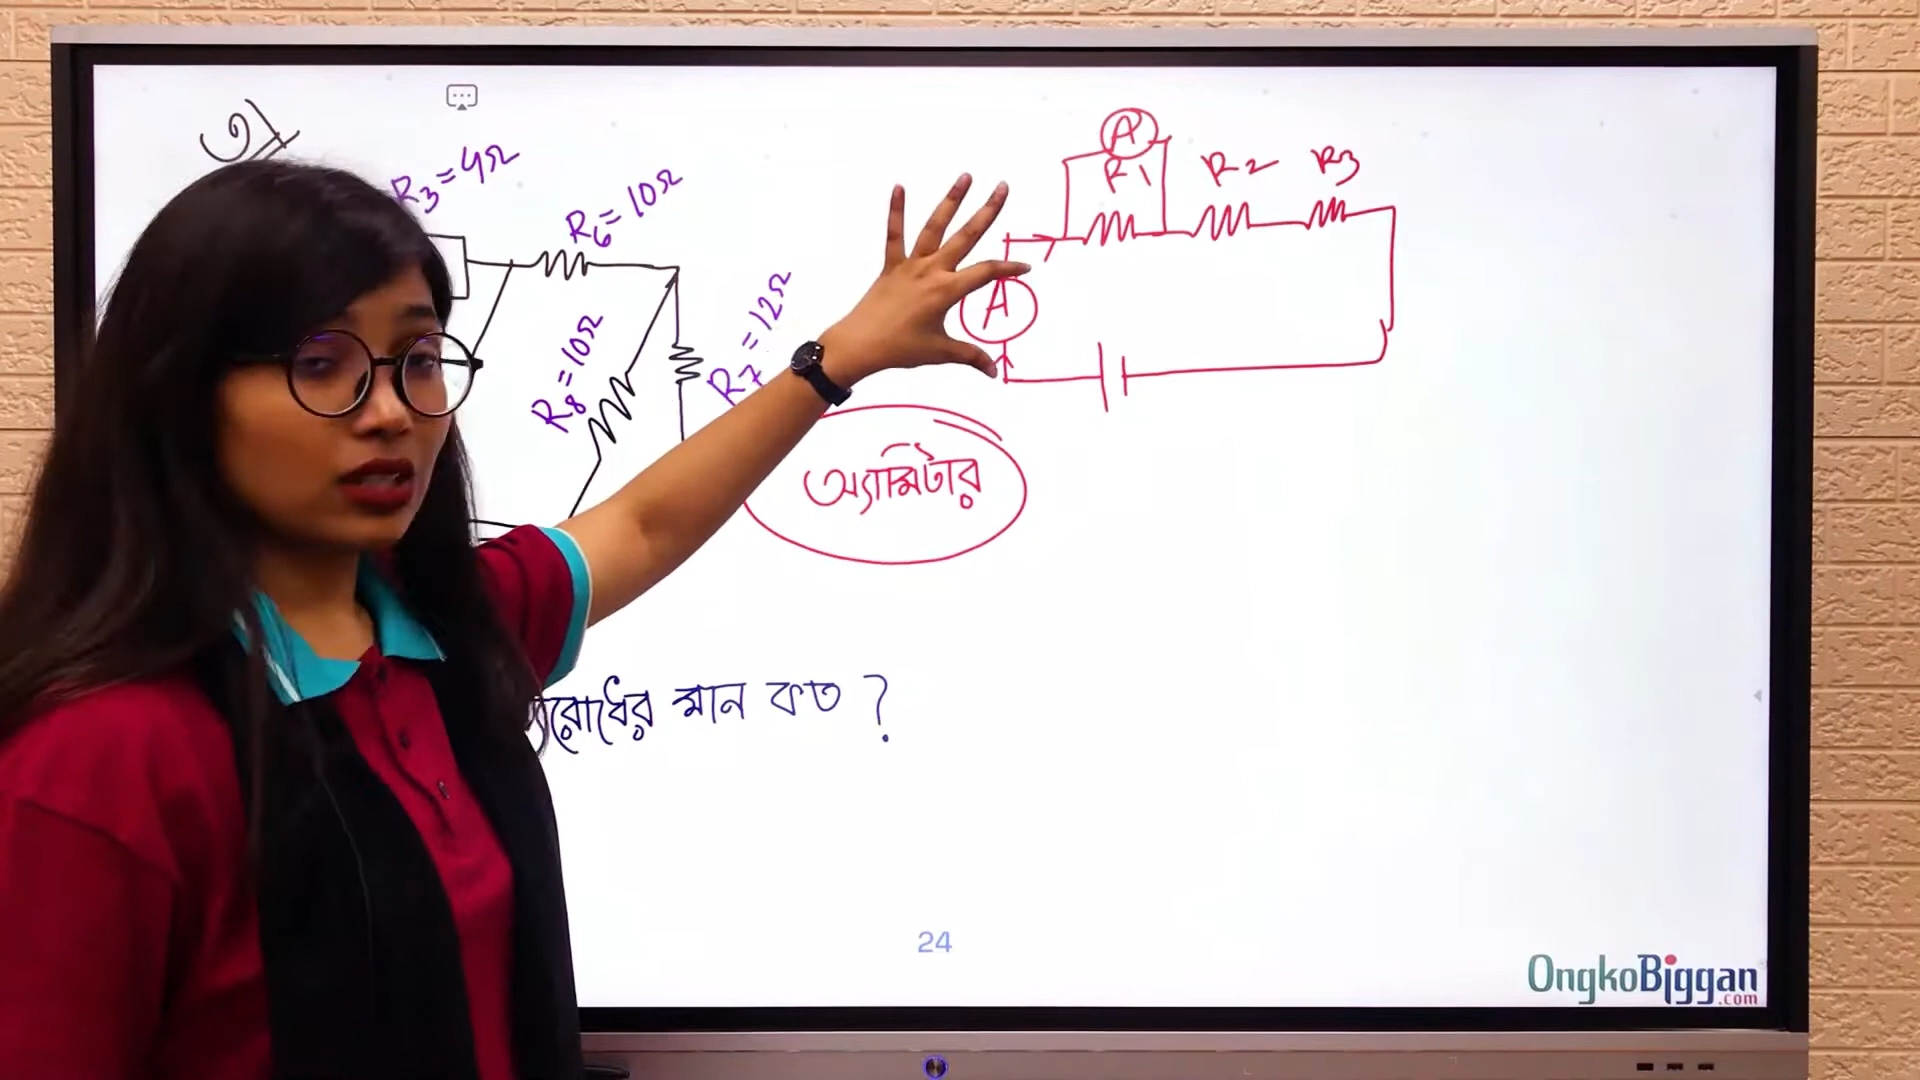 ৩)
R3 = 4Ω
R6 = 10Ω
R8 = 10Ω
R7 = 12Ω
A
R1 R2 R3
A
অ্যামিটার
রোধের মান কত ?
24
OngkoBiggan
.com